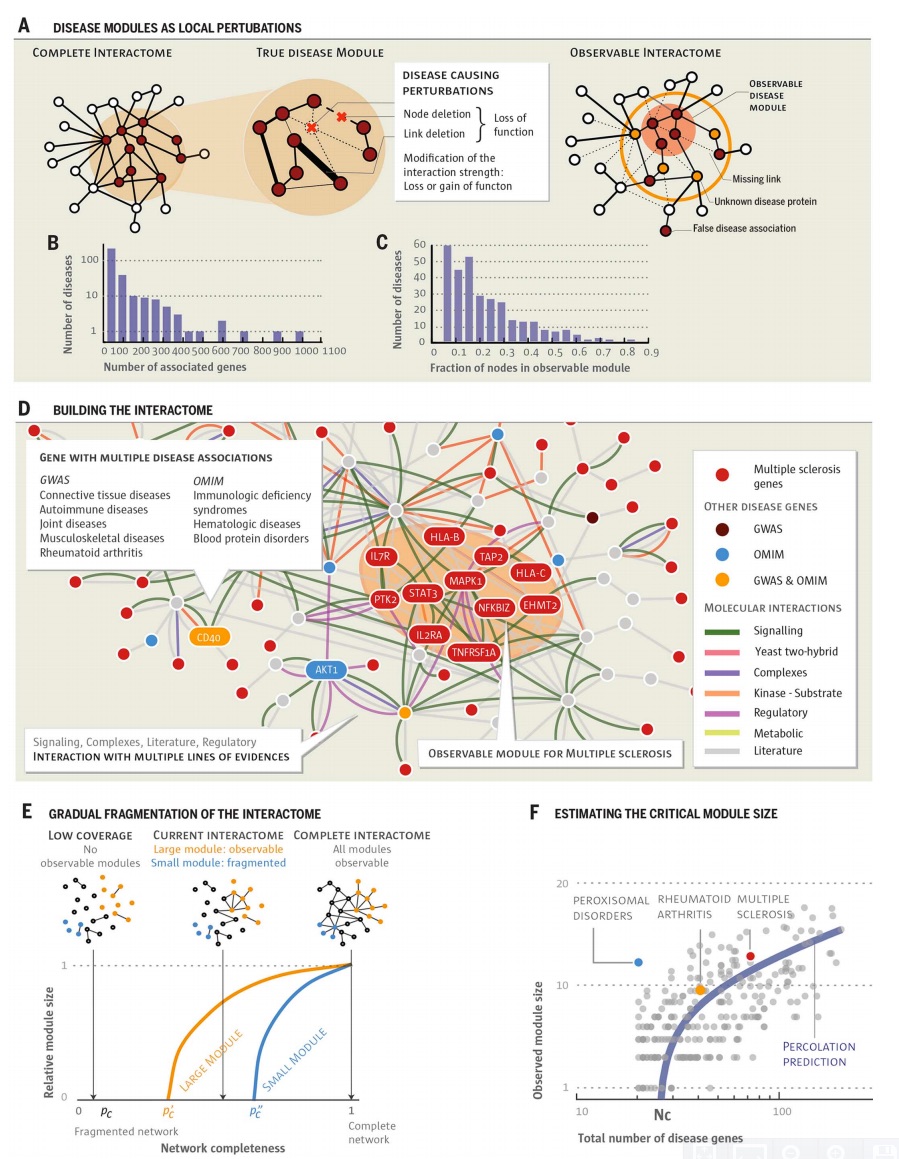 A DISEASE MODULES AS LOCAL PERTUBATIONS
COMPLETE INTERACTOME
TRUE DISEASE MODULE
OBSERVABLE INTERACTOME
DISEASE CAUSING
PERTURBATIONS
Node deletion
Link deletion
Loss of
function
Modification of the
interaction strength:
Loss or gain of functon
OBSERVABLE
DISEASE
MODULE
Missing link
Unknown disease protein
False disease association
B
Number of diseases
100
10
1
0 100 200 300 400 500 600 700 800 900 1000 1100
Number of associated genes
C
Number of diseases
60
50
40
30
20
10
0
0 0.1 0.2 0.3 0.4 0.5 0.6 0.7 0.8 0.9
Fraction of nodes in observable module
D BUILDING THE INTERACTOME
GENE WITH MULTIPLE DISEASE ASSOCIATIONS
GWAS
Connective tissue diseases
Autoimmune diseases
Joint diseases
Musculoskeletal diseases
Rheumatoid arthritis
OMIM
Immunologic deficiency
syndromes
Hematologic diseases
Blood protein disorders
HLA-B
IL7R
TAP2
HLA-C
MAPK1
PTK2
STAT3
NFKBIZ
EHMT2
IL2RA
TNFRSF1A
CD40
AKT1
Signaling, Complexes, Literature, Regulatory
INTERACTION WITH MULTIPLE LINES OF EVIDENCES
OBSERVABLE MODULE FOR MULTIPLE SCLEROSIS
Multiple sclerosis
genes
OTHER DISEASE GENES
GWAS
OMIM
GWAS & OMIM
MOLECULAR INTERACTIONS
Signalling
Yeast two-hybrid
Complexes
Kinase - Substrate
Regulatory
Metabolic
Literature
E GRADUAL FRAGMENTATION OF THE INTERACTOME
LOW COVERAGE
No
observable modules
CURRENT INTERACTOME
Large module: observable
Small module: fragmented
COMPLETE INTERACTOME
All modules
observable
Relative module size
1
0
LARGE MODULE
SMALL MODULE
0 pc pc' pc'' 1
Fragmented network
Complete
network
Network completeness
F ESTIMATING THE CRITICAL MODULE SIZE
Observed module size
20
10
1
PEROXISOMAL
DISORDERS
RHEUMATOID
ARTHRITIS
MULTIPLE
SCLEROSIS
PERCOLATION
PREDICTION
10 Nc 100
Total number of disease genes